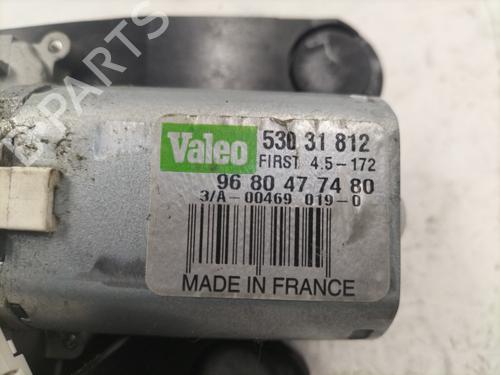 B-PARTS
Valeo
530 31 812
FIRST 4.5-172
96 80 47 74 80
3/A-00469 019-0
MADE IN FRANCE